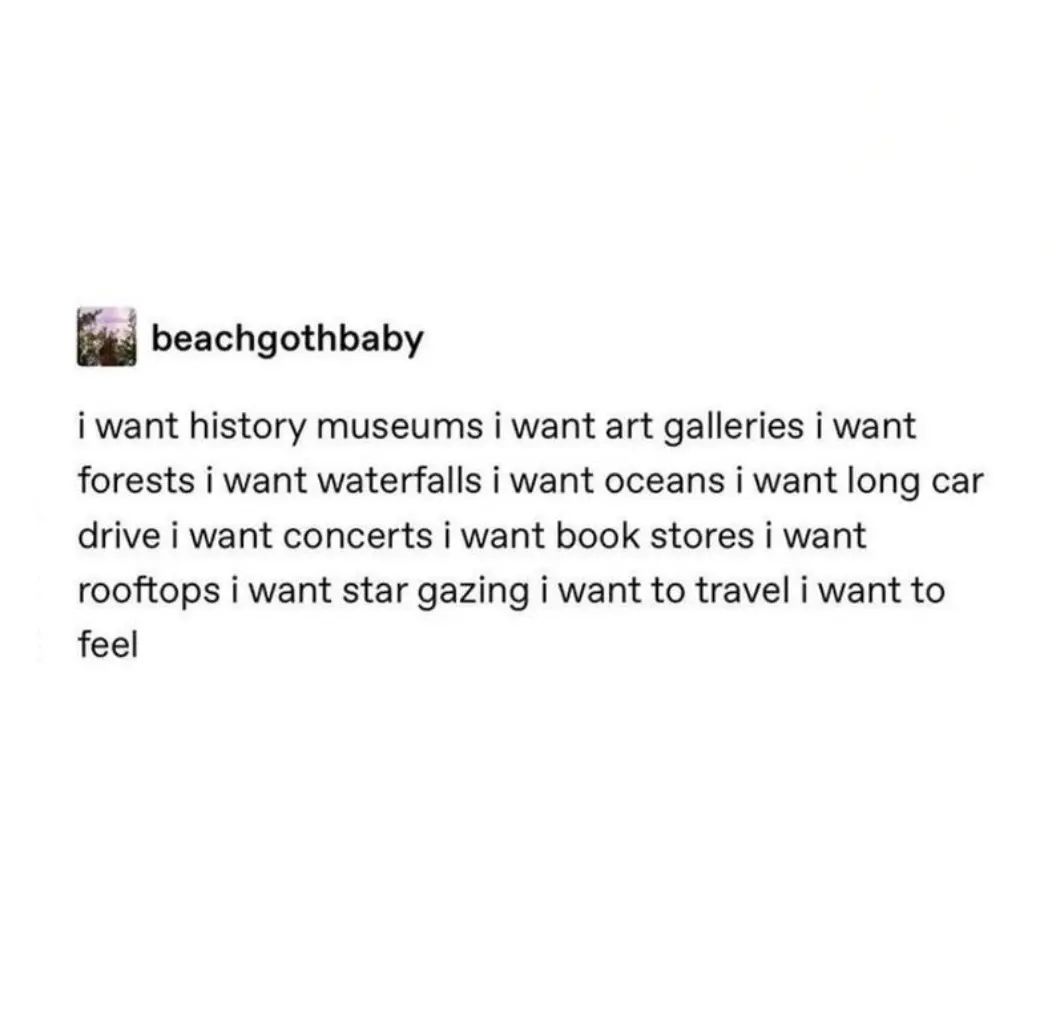 beachgothbaby
i want history museums i want art galleries i want
forests i want waterfalls i want oceans i want long car
drive i want concerts i want book stores i want
rooftops i want star gazing i want to travel i want to
feel